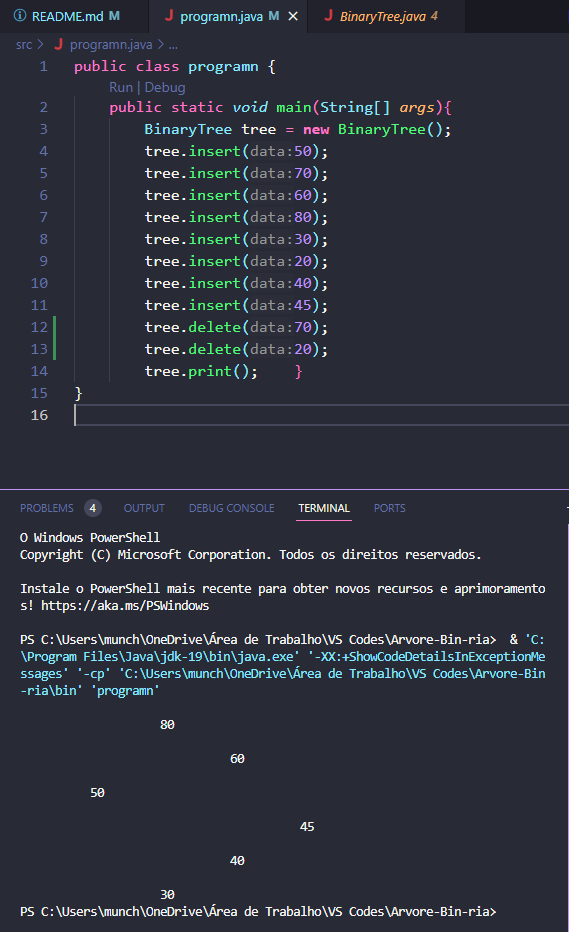 README.md M programn.java M × BinaryTree.java 4
src > programn.java > ...
1 public class programn {
Run | Debug
2 public static void main(String[] args){
3 BinaryTree tree = new BinaryTree();
4 tree.insert(data:50);
5 tree.insert(data:70);
6 tree.insert(data:60);
7 tree.insert(data:80);
8 tree.insert(data:30);
9 tree.insert(data:20);
10 tree.insert(data:40);
11 tree.insert(data:45);
12 tree.delete(data:70);
13 tree.delete(data:20);
14 tree.print(); }
15 }
16
PROBLEMS 4 OUTPUT DEBUG CONSOLE TERMINAL PORTS
O Windows PowerShell
Copyright (C) Microsoft Corporation. Todos os direitos reservados.
Instale o PowerShell mais recente para obter novos recursos e aprimoramento
s! https://aka.ms/PSWindows
PS C:\Users\munch\OneDrive\Área de Trabalho\VS Codes\Arvore-Bin-ria> & 'C:
\Program Files\Java\jdk-19\bin\java.exe' '-XX:+ShowCodeDetailsInExceptionMe
ssages' '-cp' 'C:\Users\munch\OneDrive\Área de Trabalho\VS Codes\Arvore-Bin
-ria\bin' 'programn'
80
60
50
45
40
30
PS C:\Users\munch\OneDrive\Área de Trabalho\VS Codes\Arvore-Bin-ria>